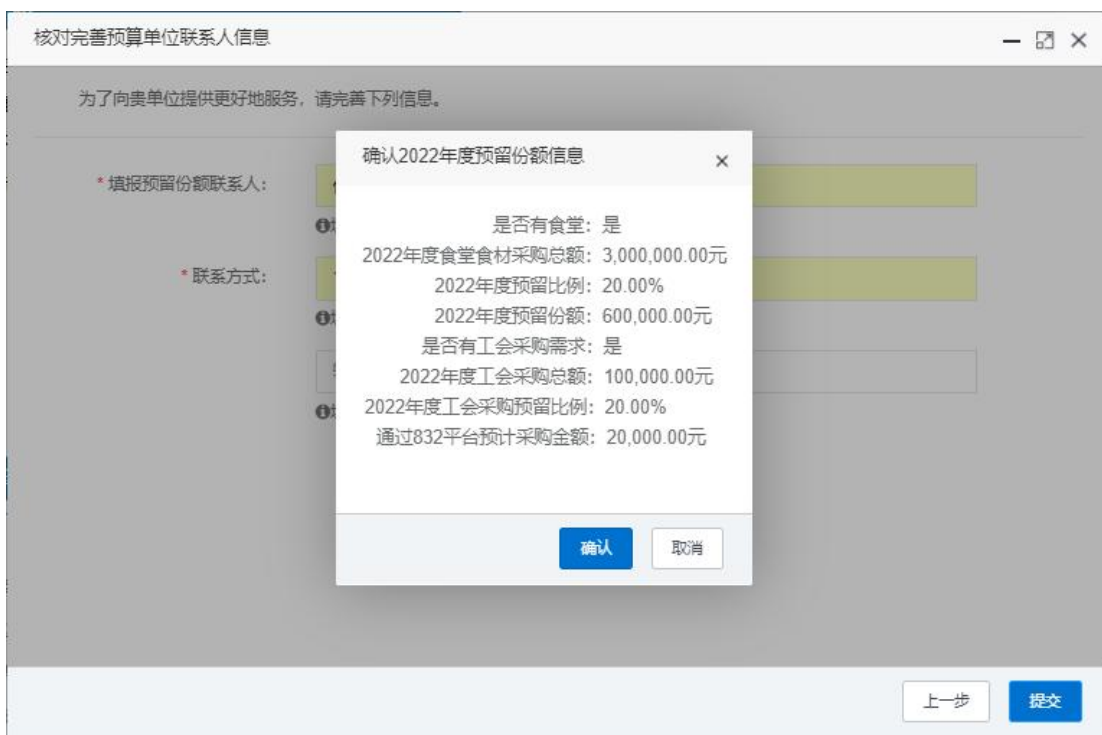 核对完善预算单位联系人信息
为了向贵单位提供更好地服务，请完善下列信息。
确认2022年度预留份额信息
*填报预留份额联系人：
是否有食堂：是
2022年度食堂食材采购总额：3,000,000.00元
*联系方式：
2022年度预留比例：20.00%
2022年度预留份额：600,000.00元
是否有工会采购需求：是
2022年度工会采购总额：100,000.00元
2022年度工会采购预留比例：20.00%
通过832平台预计采购金额：20,000.00元
确认 取消
上一步 提交